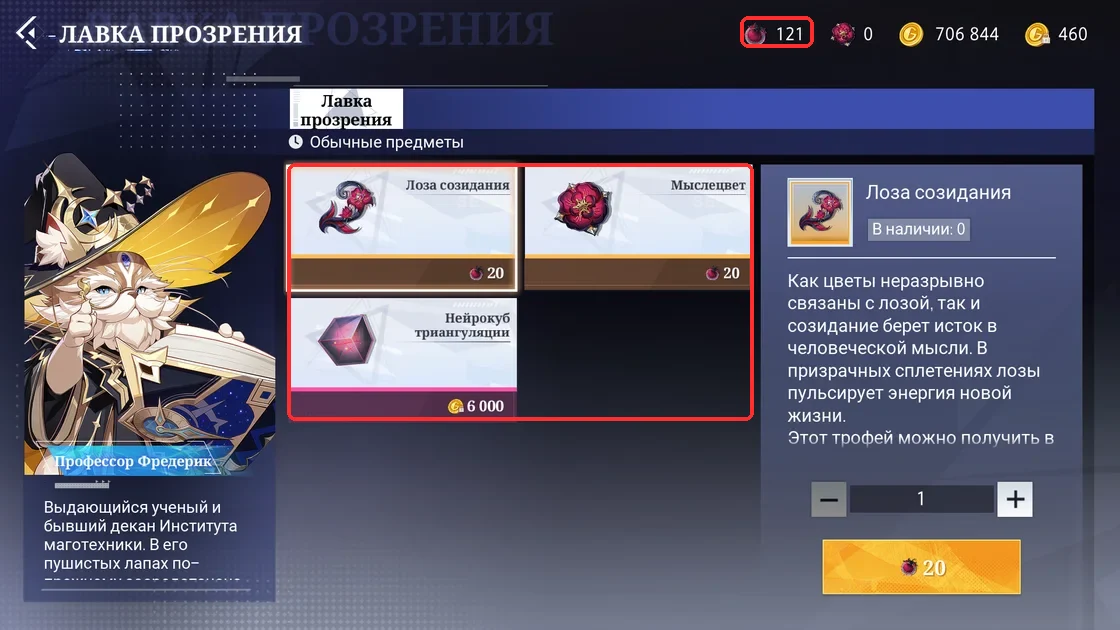 ЛАВКА ПРОЗРЕНИЯ
121
0
706 844
460
Лавка
прозрения
Обычные предметы
Лоза созидания
20
Мыслецвет
20
Нейрокуб
триангуляции
6 000
Профессор Фредерик
Выдающийся ученый и
бывший декан Института
маготехники. В его
пушистых лапах по-
Лоза созидания
В наличии: 0
Как цветы неразрывно
связаны с лозой, так и
созидание берет исток в
человеческой мысли. В
призрачных сплетениях лозы
пульсирует энергия новой
жизни.
Этот трофей можно получить в
1
20